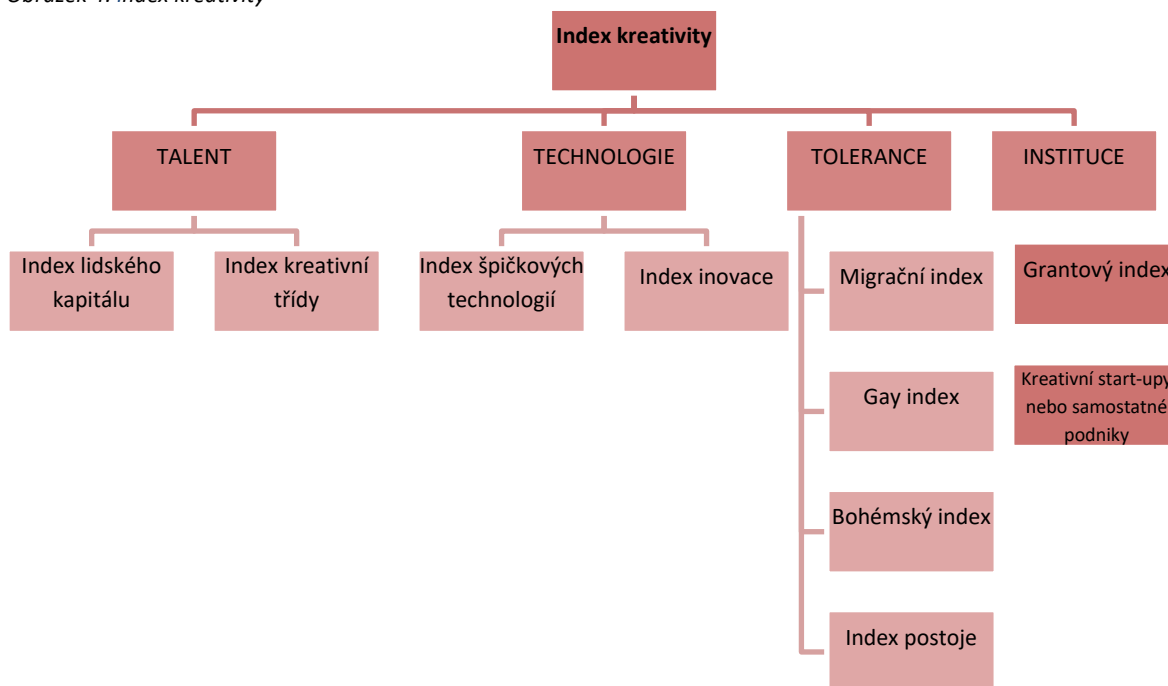 Index kreativity
TALENT
TECHNOLOGIE
TOLERANCE
INSTITUCE
Index lidského
kapitálu
Index kreativní
třídy
Index špičkových
technologií
Index inovace
Migrační index
Grantový index
Gay index
Kreativní start-upy
nebo samostatné
podniky
Bohémský index
Index postoje